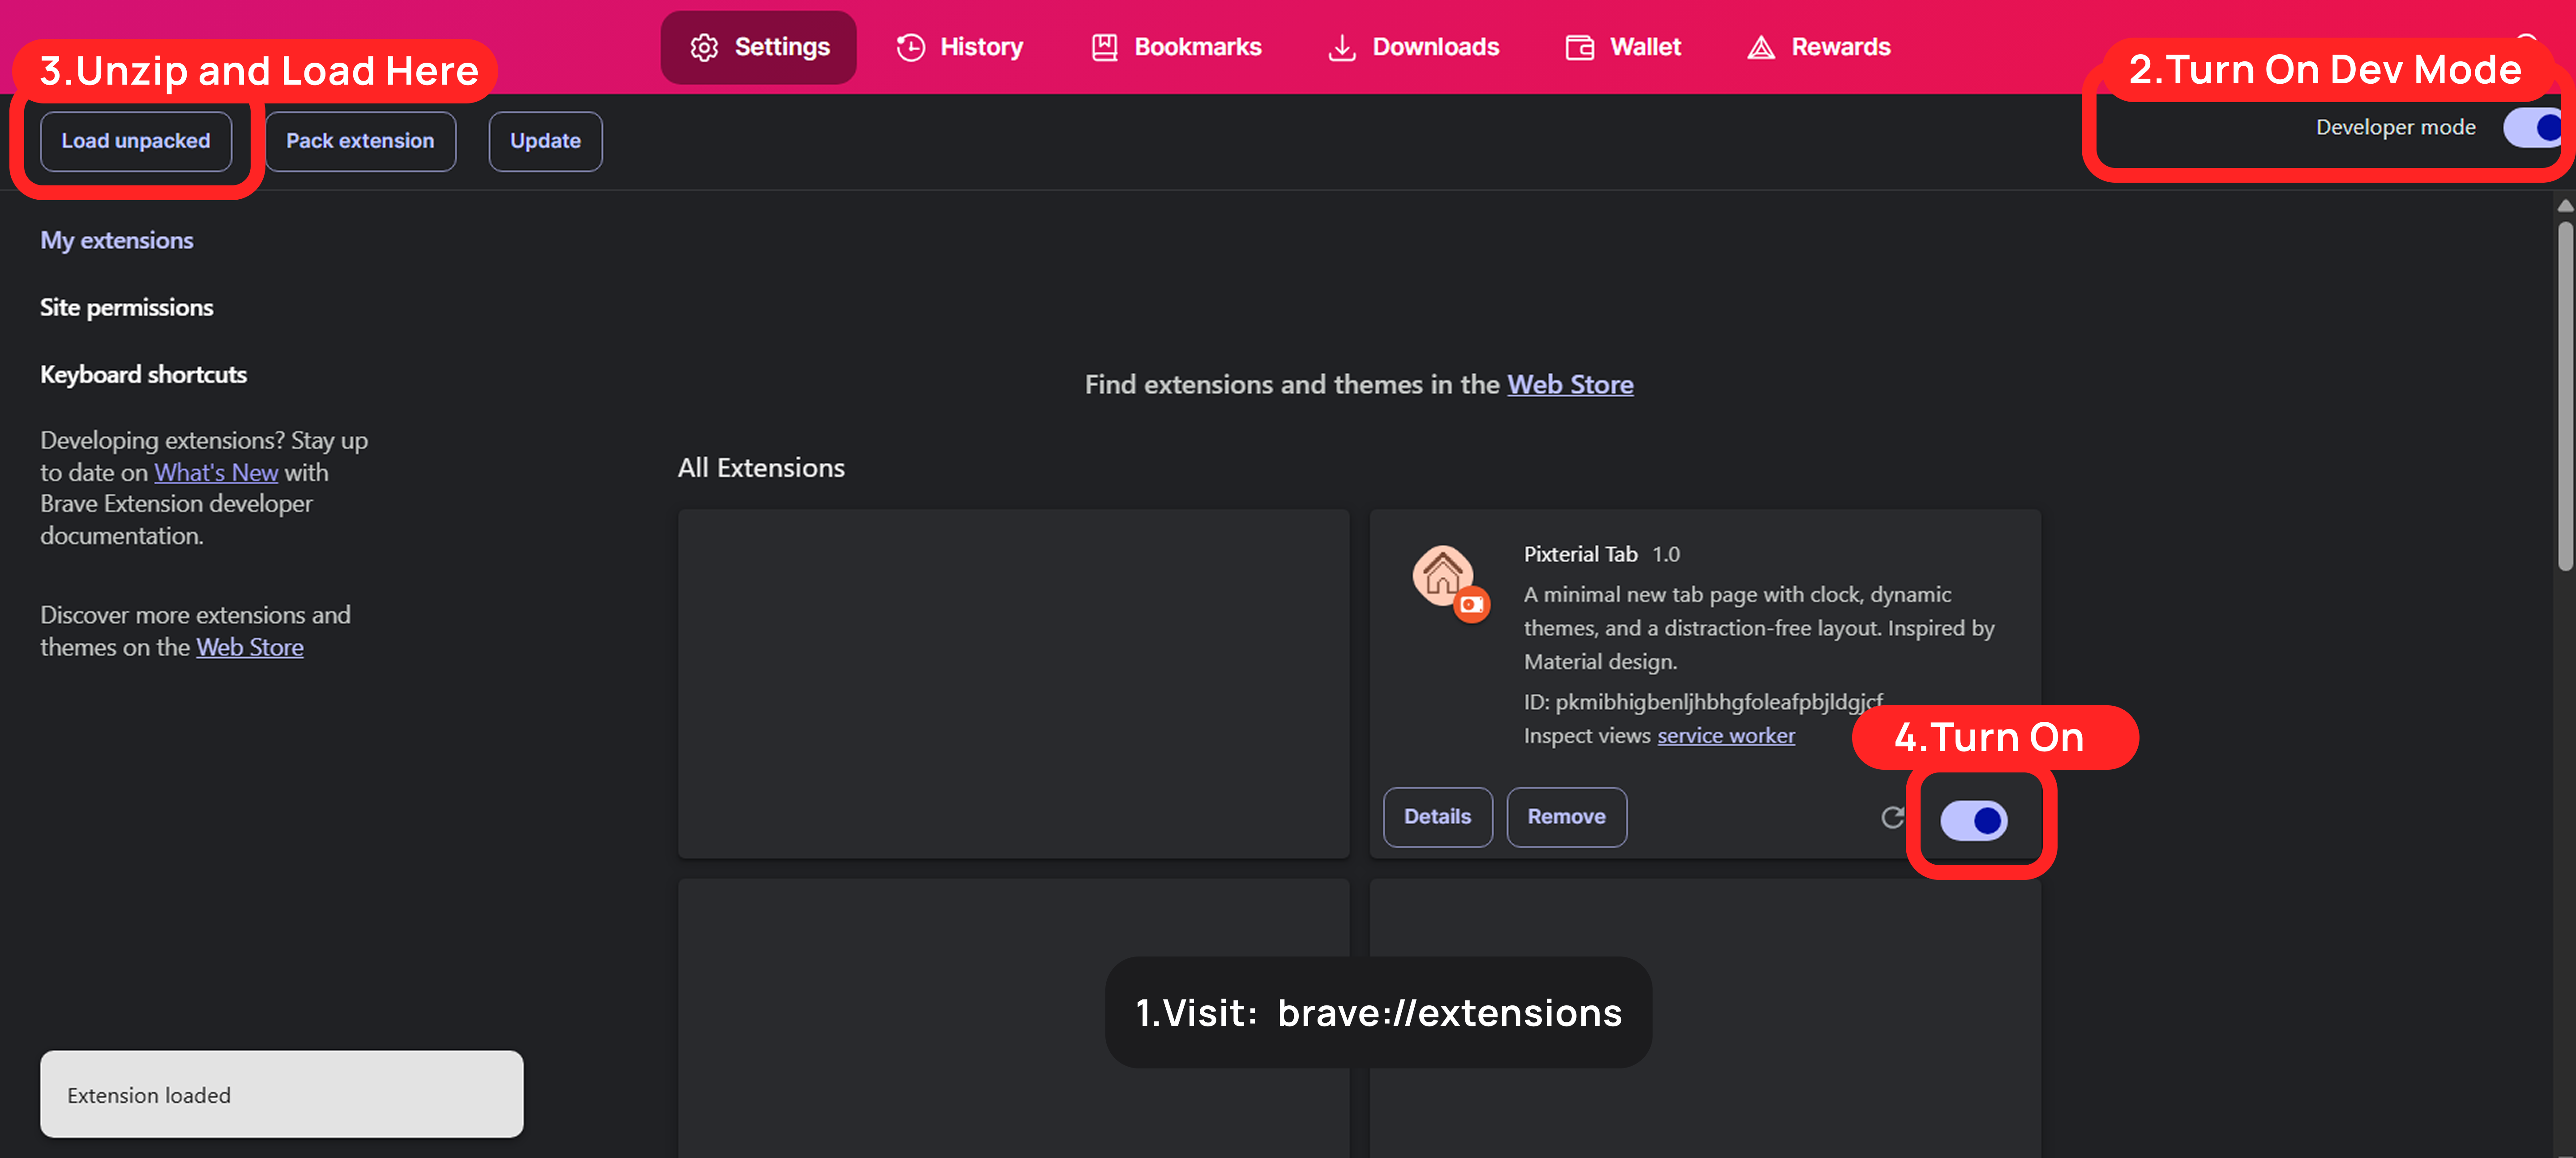 Settings
History
Bookmarks
Downloads
Wallet
Rewards
3.Unzip and Load Here
2.Turn On Dev Mode
Load unpacked
Pack extension
Update
Developer mode
My extensions
Site permissions
Keyboard shortcuts
Developing extensions? Stay up
to date on What's New with
Brave Extension developer
documentation.
Discover more extensions and
themes on the Web Store
Find extensions and themes in the Web Store
All Extensions
Pixterial Tab 1.0
A minimal new tab page with clock, dynamic
themes, and a distraction-free layout. Inspired by
Material design.
ID: pkmibhigbenljhbhgfoleafpbjldgjcf
Inspect views service worker
4.Turn On
Details
Remove
1.Visit: brave://extensions
Extension loaded